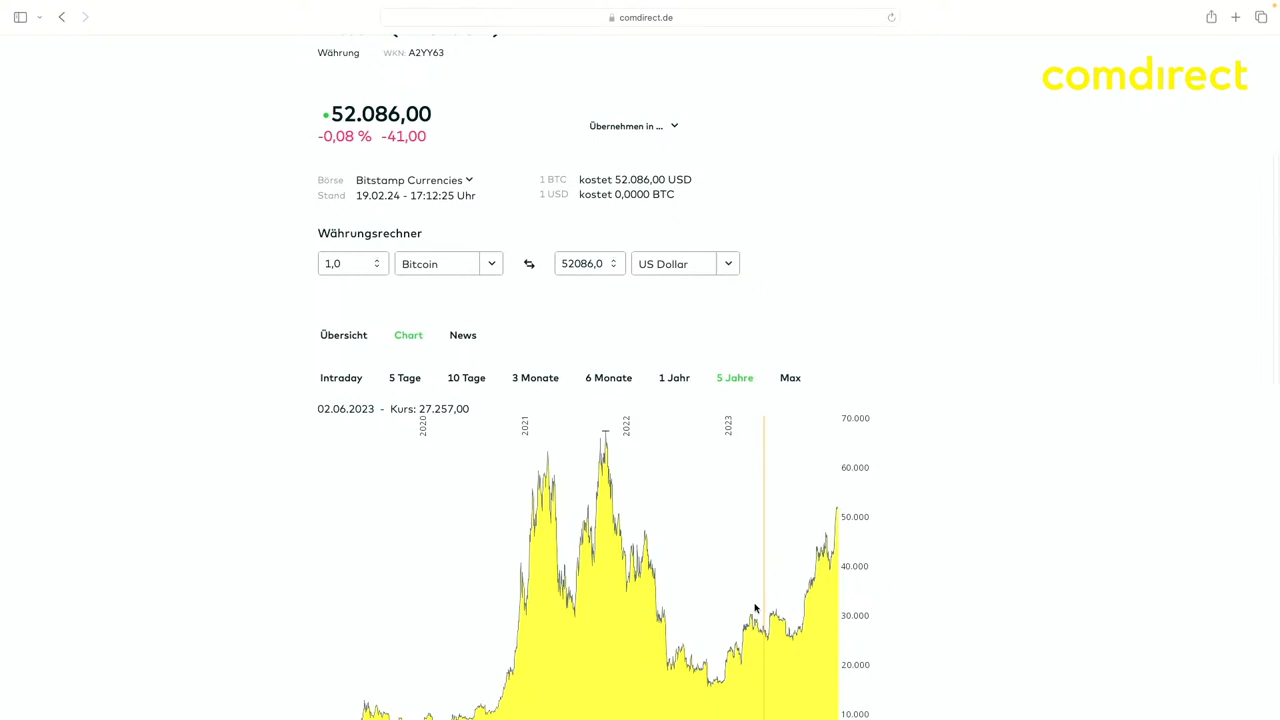 comdirect.de
comdirect
Währung WKN: A2YY63
52.086,00
-0,08 % -41,00
Übernehmen in ...
Börse Bitstamp Currencies
1 BTC kostet 52.086,00 USD
Stand 19.02.24 - 17:12:25 Uhr
1 USD kostet 0,0000 BTC
Währungsrechner
1,0 Bitcoin 52086,0 US Dollar
Übersicht Chart News
Intraday 5 Tage 10 Tage 3 Monate 6 Monate 1 Jahr 5 Jahre Max
02.06.2023 - Kurs: 27.257,00
2020 2021 2022 2023
70.000
60.000
50.000
40.000
30.000
20.000
10.000